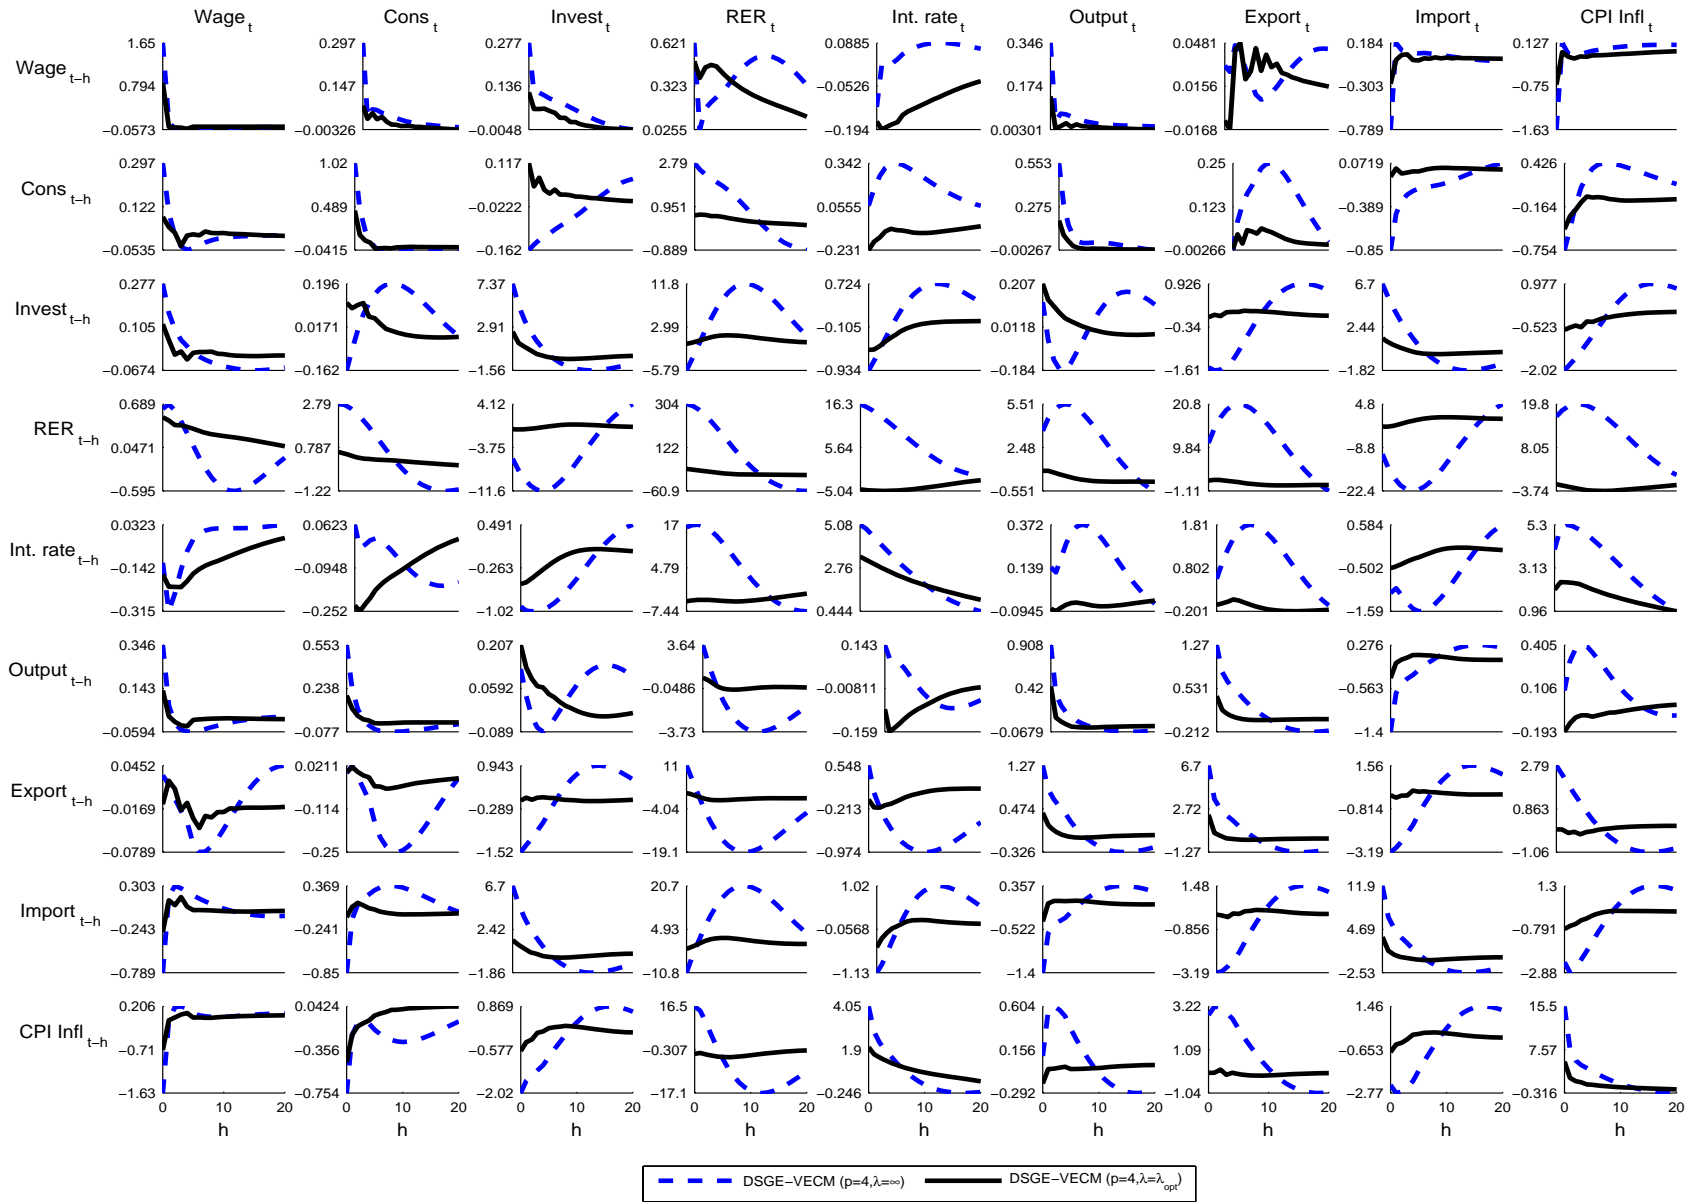 Wage t Cons t Invest t RER t Int. rate t Output t Export t Import t CPI Infl t
Wage t−h
1.65 0.297 0.277 0.621 0.0885 0.346 0.0481 0.184 0.127
0.794 0.147 0.136 0.323 −0.0526 0.174 0.0156 −0.303 −0.75
−0.0573 −0.00326 −0.0048 0.0255 −0.194 0.00301 −0.0168 −0.789 −1.63
Cons t−h
0.297 1.02 0.117 2.79 0.342 0.553 0.25 0.0719 0.426
0.122 0.489 −0.0222 0.951 0.0555 0.275 0.123 −0.389 −0.164
−0.0535 −0.0415 −0.162 −0.889 −0.231 −0.00267 −0.00266 −0.85 −0.754
Invest t−h
0.277 0.196 7.37 11.8 0.724 0.207 0.926 6.7 0.977
0.105 0.0171 2.91 2.99 −0.105 0.0118 −0.34 2.44 −0.523
−0.0674 −0.162 −1.56 −5.79 −0.934 −0.184 −1.61 −1.82 −2.02
RER t−h
0.689 2.79 4.12 304 16.3 5.51 20.8 4.8 19.8
0.0471 0.787 −3.75 122 5.64 2.48 9.84 −8.8 8.05
−0.595 −1.22 −11.6 −60.9 −5.04 −0.551 −1.11 −22.4 −3.74
Int. rate t−h
0.0323 0.0623 0.491 17 5.08 0.372 1.81 0.584 5.3
−0.142 −0.0948 −0.263 4.79 2.76 0.139 0.802 −0.502 3.13
−0.315 −0.252 −1.02 −7.44 0.444 −0.0945 −0.201 −1.59 0.96
Output t−h
0.346 0.553 0.207 3.64 0.143 0.908 1.27 0.276 0.405
0.143 0.238 0.0592 −0.0486 −0.00811 0.42 0.531 −0.563 0.106
−0.0594 −0.077 −0.089 −3.73 −0.159 −0.0679 −0.212 −1.4 −0.193
Export t−h
0.0452 0.0211 0.943 11 0.548 1.27 6.7 1.56 2.79
−0.0169 −0.114 −0.289 −4.04 −0.213 0.474 2.72 −0.814 0.863
−0.0789 −0.25 −1.52 −19.1 −0.974 −0.326 −1.27 −3.19 −1.06
Import t−h
0.303 0.369 6.7 20.7 1.02 0.357 1.48 11.9 1.3
−0.243 −0.241 2.42 4.93 −0.0568 −0.522 −0.856 4.69 −0.791
−0.789 −0.85 −1.86 −10.8 −1.13 −1.4 −3.19 −2.53 −2.88
CPI Infl t−h
0.206 0.0424 0.869 16.5 4.05 0.604 3.22 1.46 15.5
−0.71 −0.356 −0.577 −0.307 1.9 0.156 1.09 −0.653 7.57
−1.63 −0.754 −2.02 −17.1 −0.246 −0.292 −1.04 −2.77 −0.316
0 10 20 0 10 20 0 10 20 0 10 20 0 10 20 0 10 20 0 10 20 0 10 20 0 10 20
h h h h h h h h h
DSGE−VECM (p=4,λ=∞) DSGE−VECM (p=4,λ=λopt)